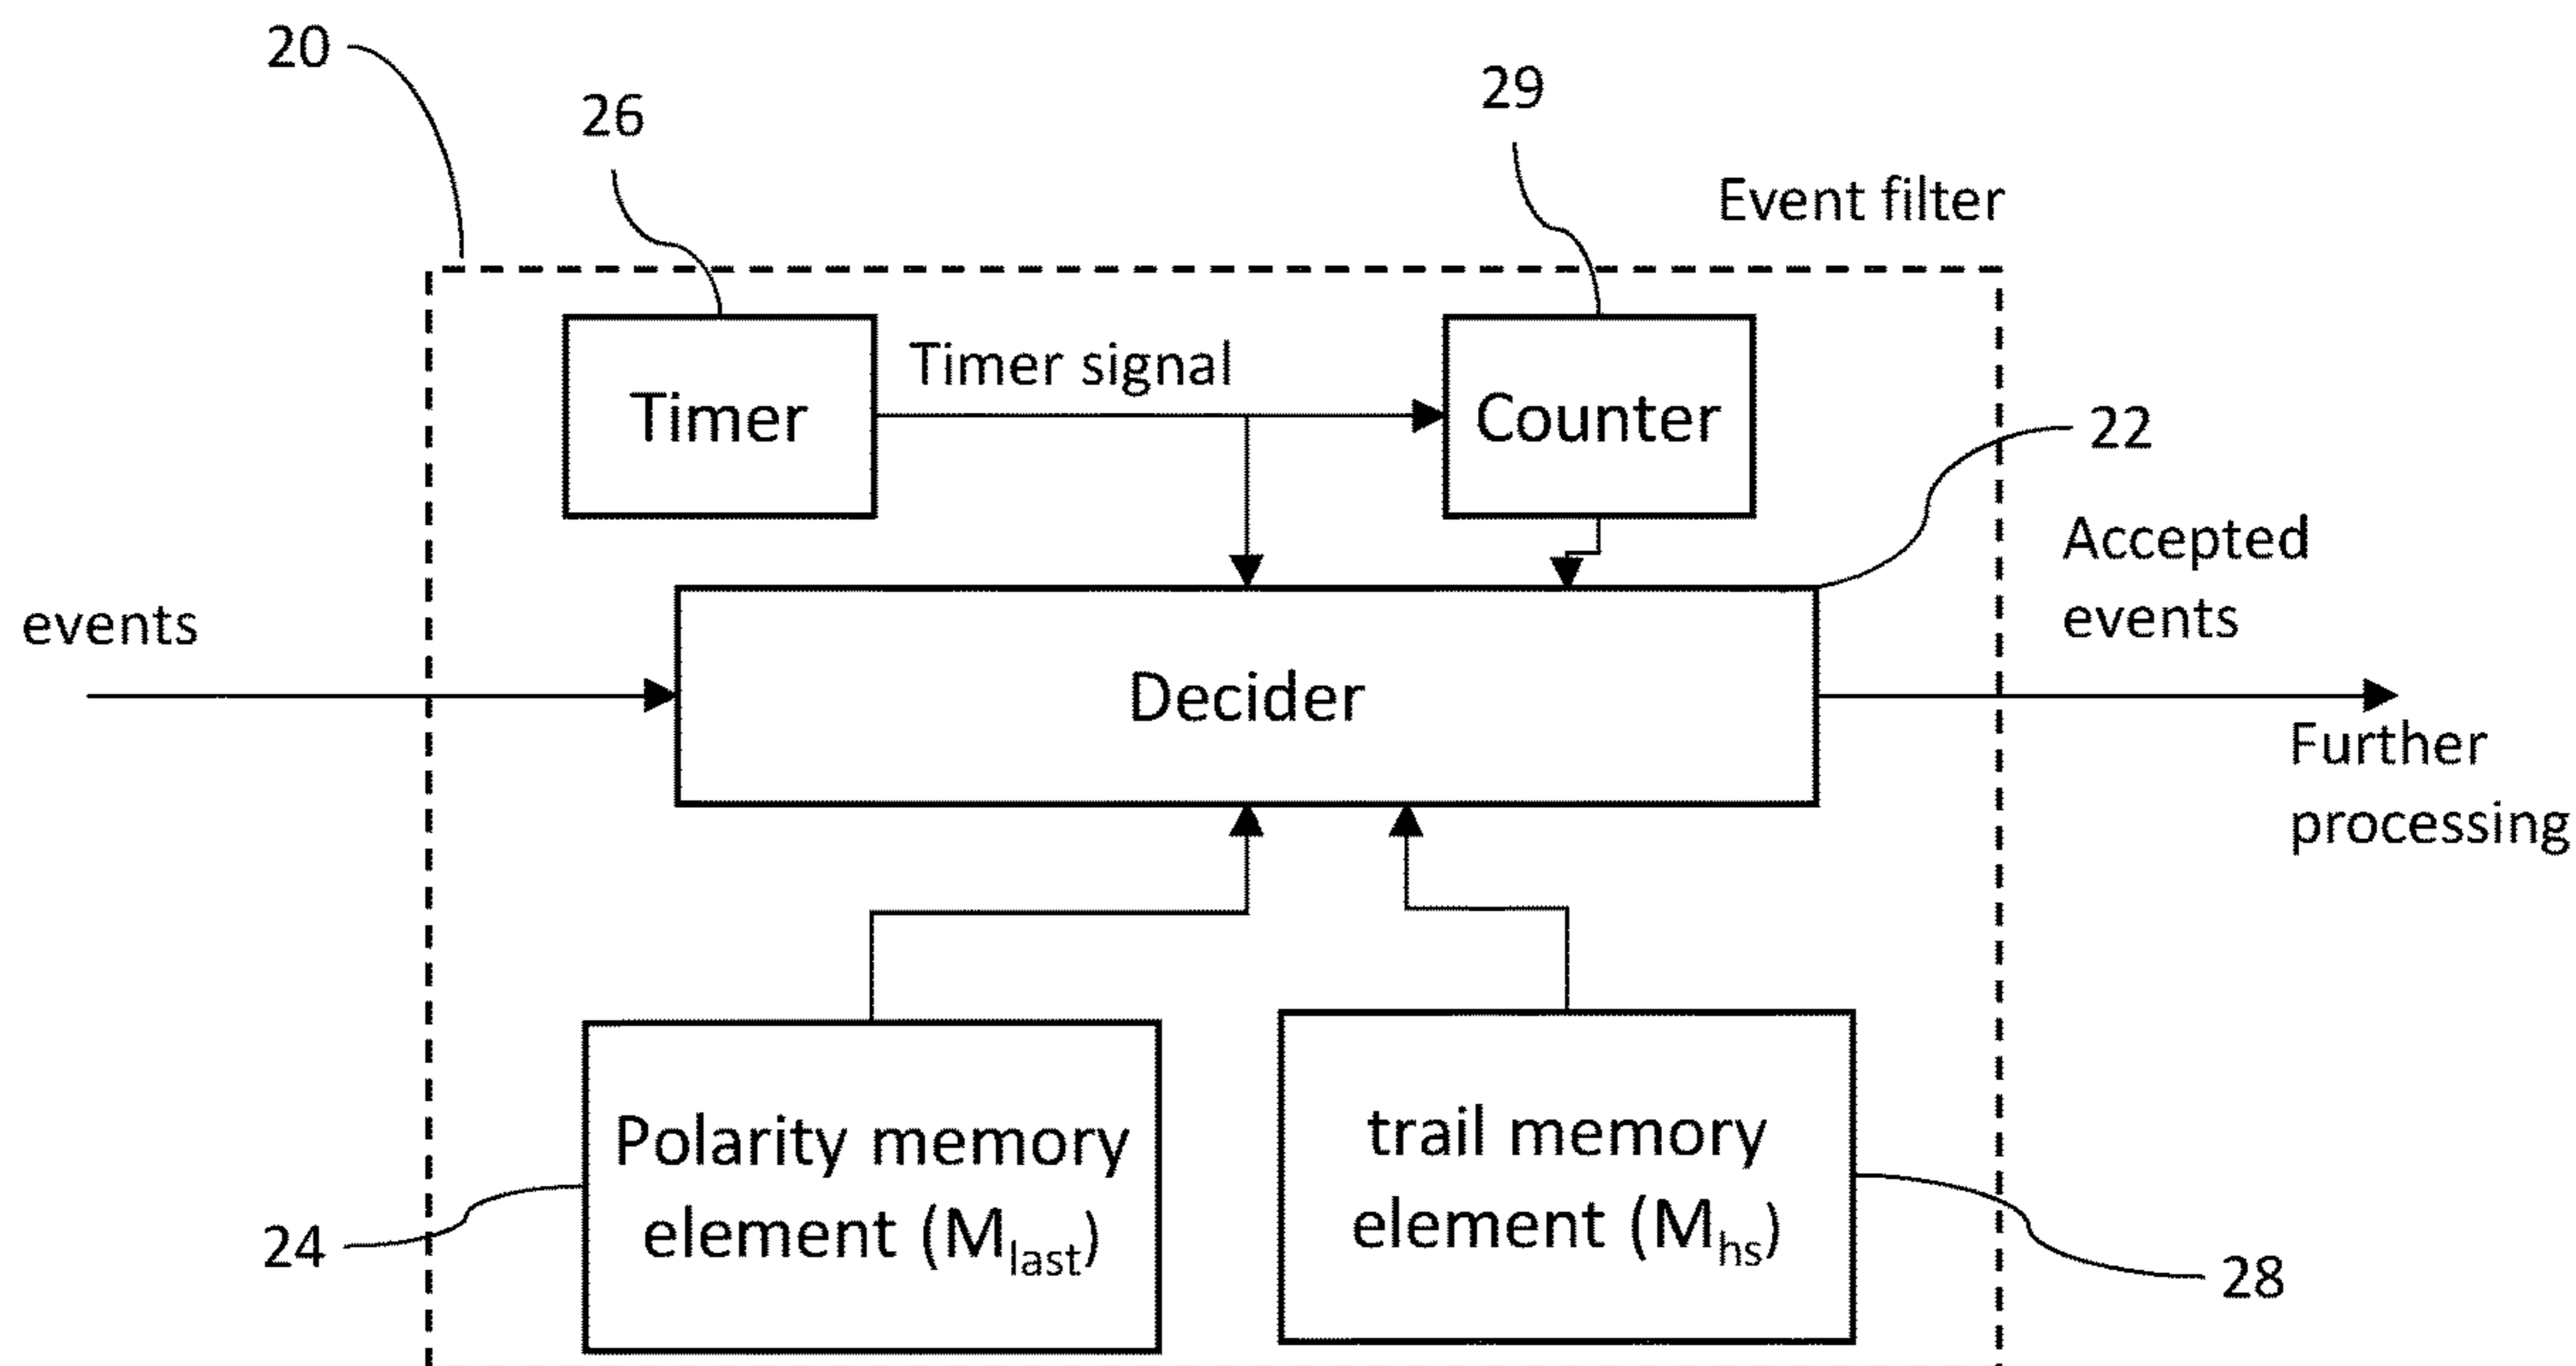 20
26
29
Event filter
Timer
Timer signal
Counter
22
Accepted
events
events
Decider
Further
processing
Polarity memory
element (Mlast)
trail memory
element (Mhs)
24
28